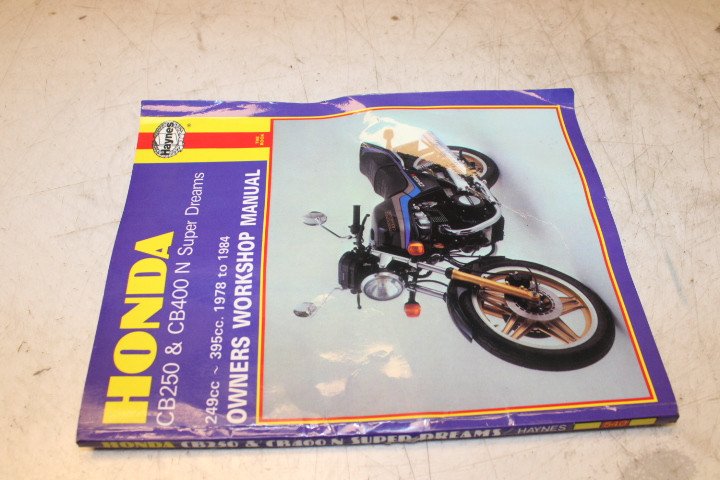 Haynes
HONDA
CB250 & CB400 N Super Dreams
249cc ~ 395cc. 1978 to 1984
OWNERS WORKSHOP MANUAL
HONDA CB250 & CB400 N SUPER DREAMS HAYNES 540